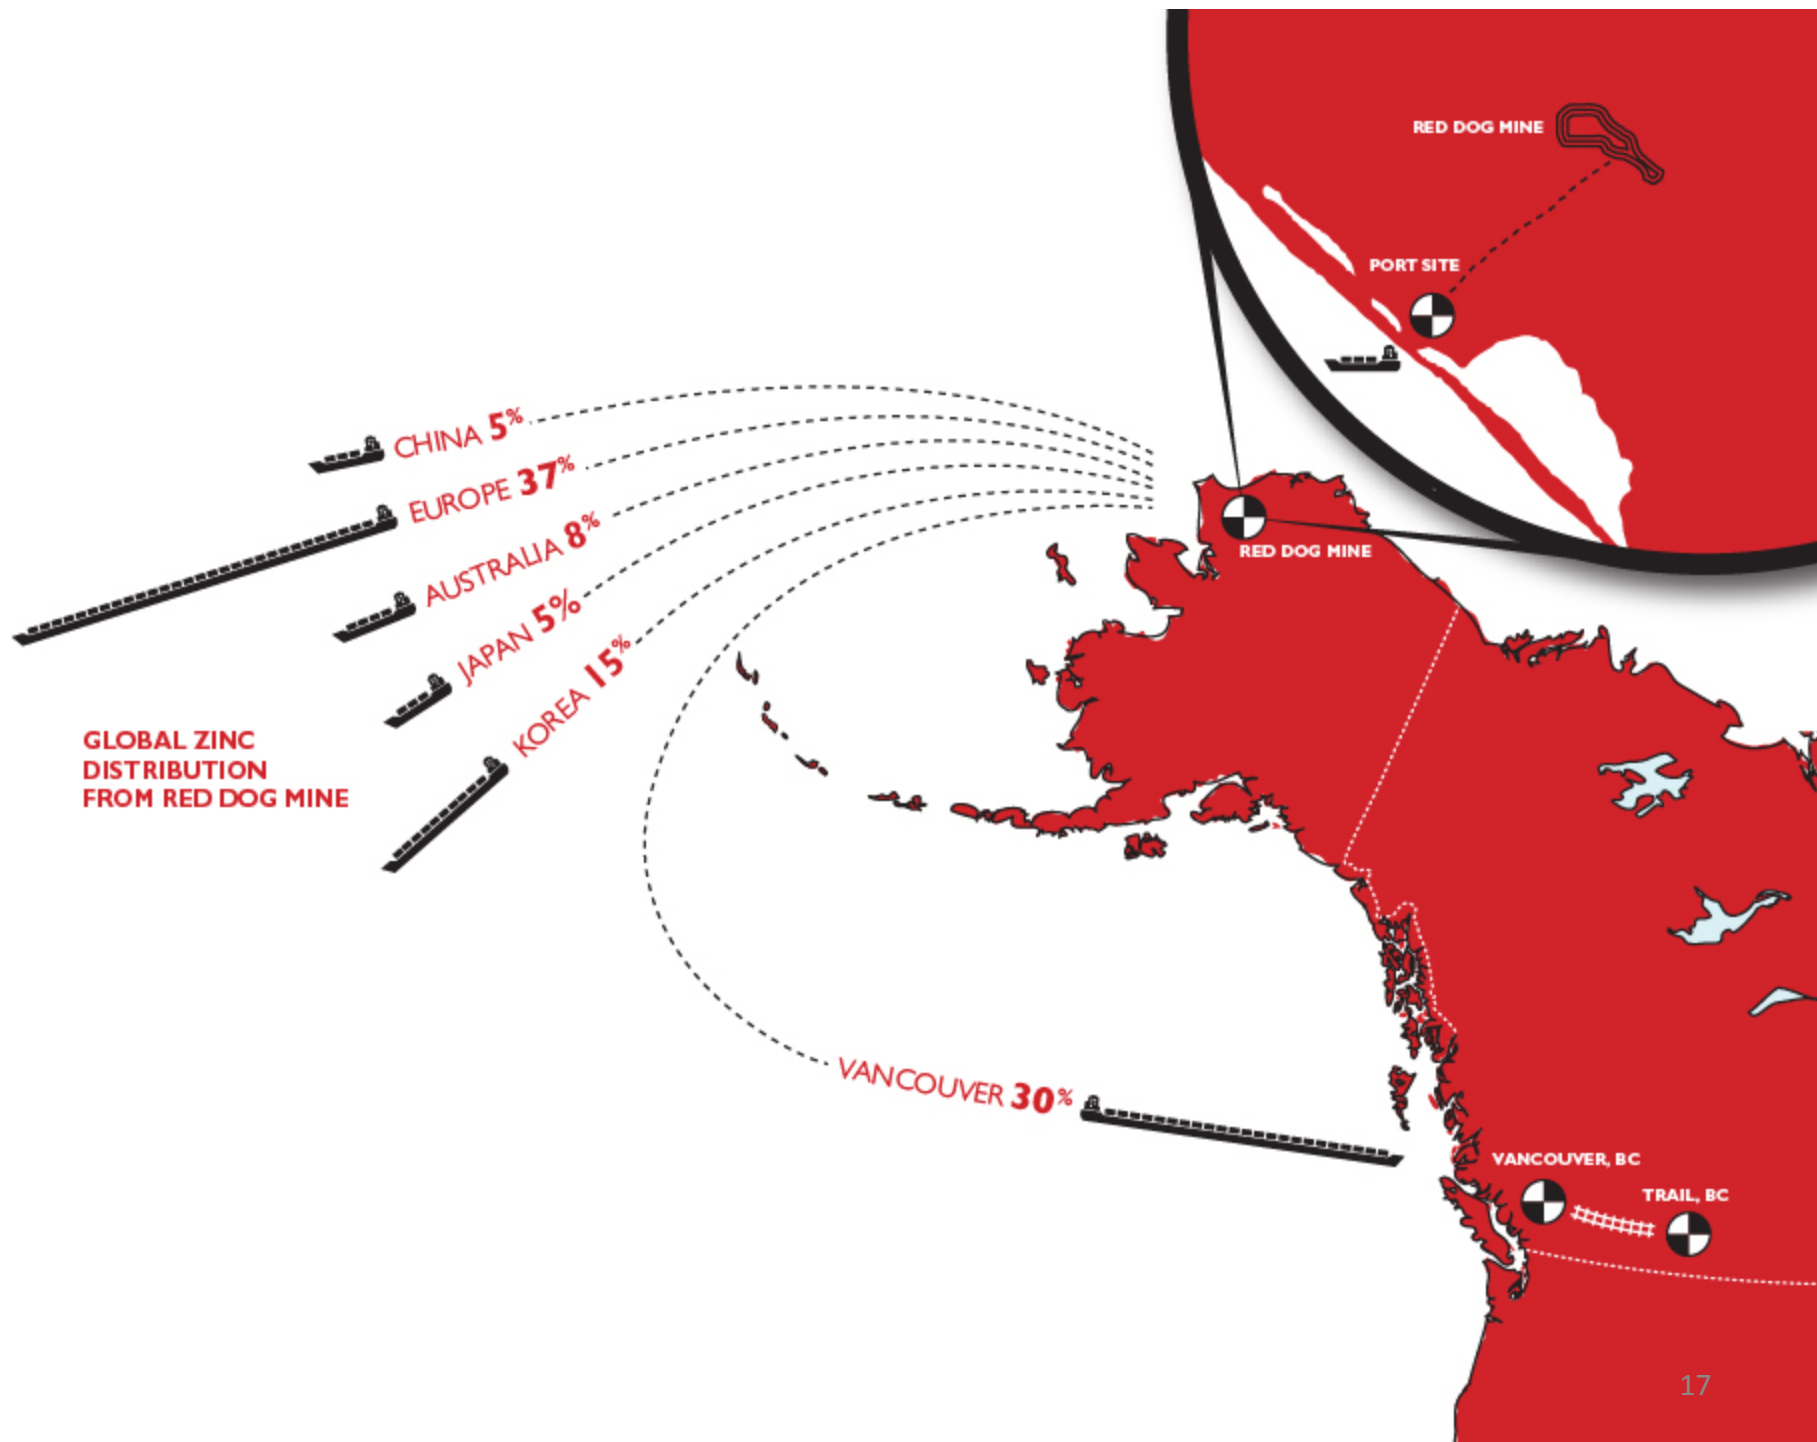 RED DOG MINE
PORT SITE
CHINA 5%
EUROPE 37%
AUSTRALIA 8%
JAPAN 5%
KOREA 15%
RED DOG MINE
GLOBAL ZINC
DISTRIBUTION
FROM RED DOG MINE
VANCOUVER 30%
VANCOUVER, BC
TRAIL, BC
17